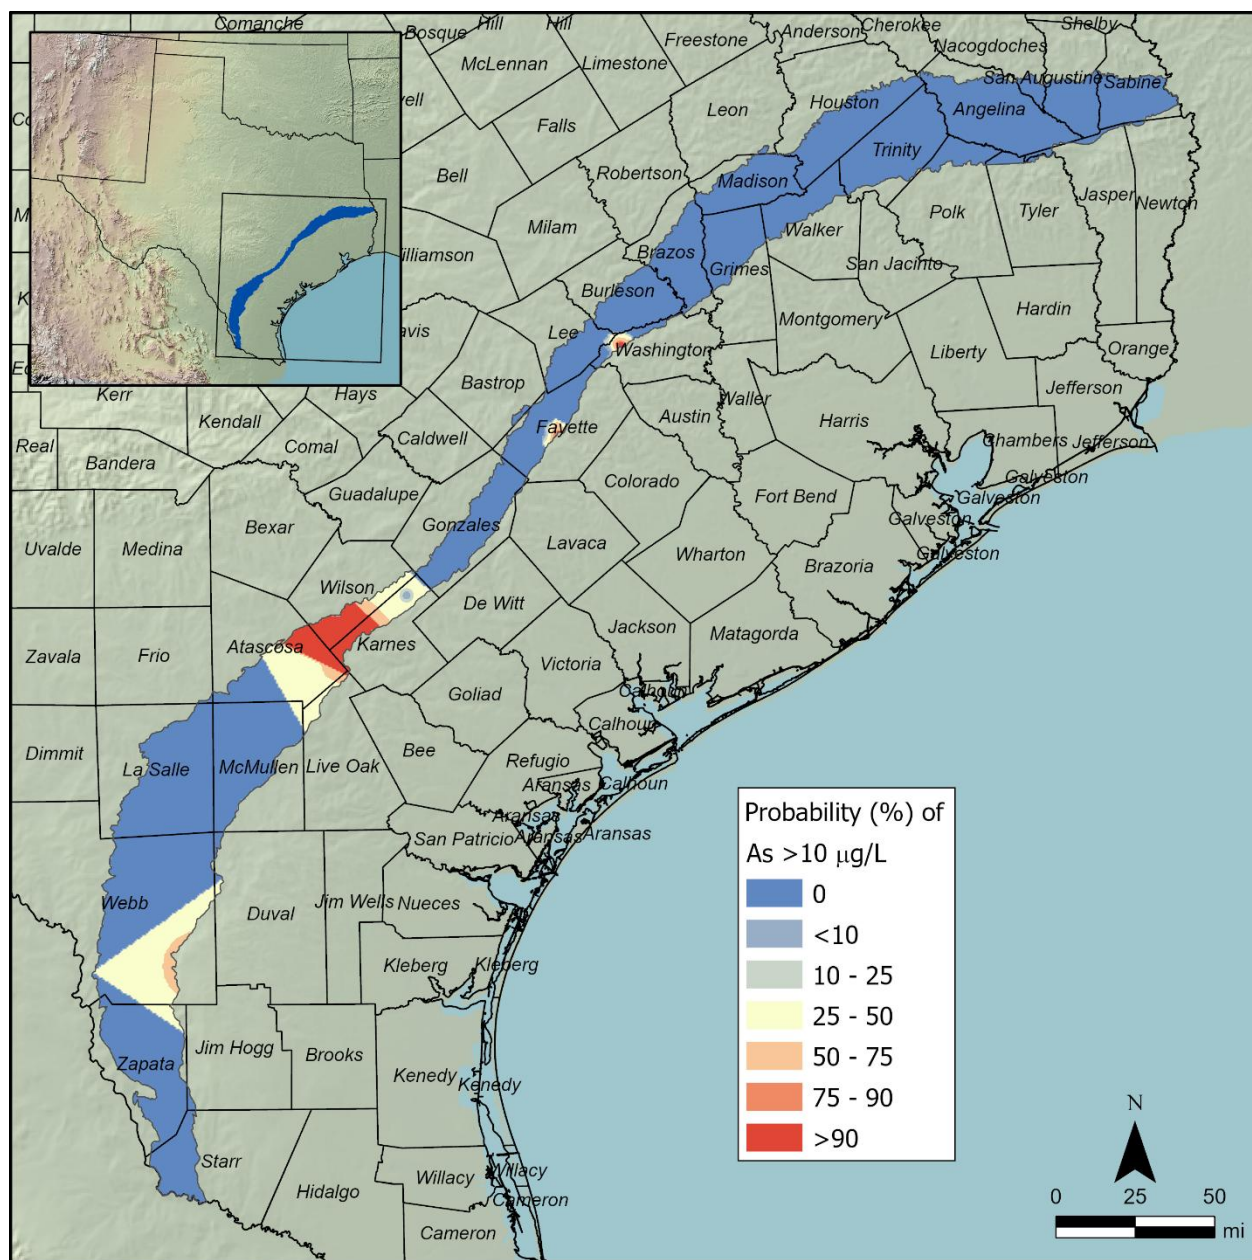 Comanche
Hill
Hill
Bosque
McLennan
Limestone
Freestone
Anderson
Cherokee
Nacogdoches
Shelby
San Augustine
Sabine
Houston
Angelina
Leon
Falls
Trinity
Bell
Robertson
Madison
Jasper
Newton
Milam
Polk
Tyler
Walker
Brazos
San Jacinto
Grimes
Burleson
Hardin
Montgomery
Lee
Washington
Liberty
Orange
Bastrop
Jefferson
Kerr
Hays
Waller
Kendall
Austin
Harris
Fayette
Caldwell
Real
Comal
Chambers
Jefferson
Bandera
Colorado
Galveston
Guadalupe
Fort Bend
Galveston
Gonzales
Bexar
Galveston
Uvalde
Medina
Lavaca
Wharton
Galveston
Brazoria
Wilson
De Witt
Jackson
Matagorda
Karnes
Atascosa
Zavala
Frio
Victoria
Goliad
Calhoun
Calhoun
Dimmit
Bee
La Salle
McMullen
Live Oak
Refugio
Aransas
Calhoun
Aransas
San Patricio
Aransas
Aransas
Webb
Duval
Jim Wells
Nueces
Kleberg
Kleberg
Zapata
Jim Hogg
Brooks
Kenedy
Kenedy
Starr
Hidalgo
Willacy
Willacy
Cameron
Cameron
Probability (%) of
As >10 μg/L
0
<10
10 - 25
25 - 50
50 - 75
75 - 90
>90
N
0 25 50
mi